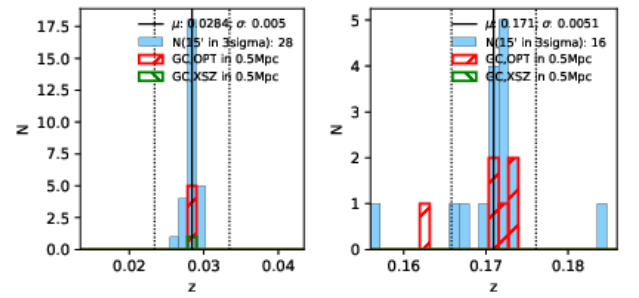 μ: 0.0284, σ: 0.005
N(15' in 3sigma): 28
GC,OPT in 0.5Mpc
GC,XSZ in 0.5Mpc
17.5
15.0
12.5
10.0
7.5
5.0
2.5
0.0
N
0.02 0.03 0.04
z
μ: 0.171, σ: 0.0051
N(15' in 3sigma): 16
GC,OPT in 0.5Mpc
GC,XSZ in 0.5Mpc
5
4
3
2
1
0
N
0.16 0.17 0.18
z